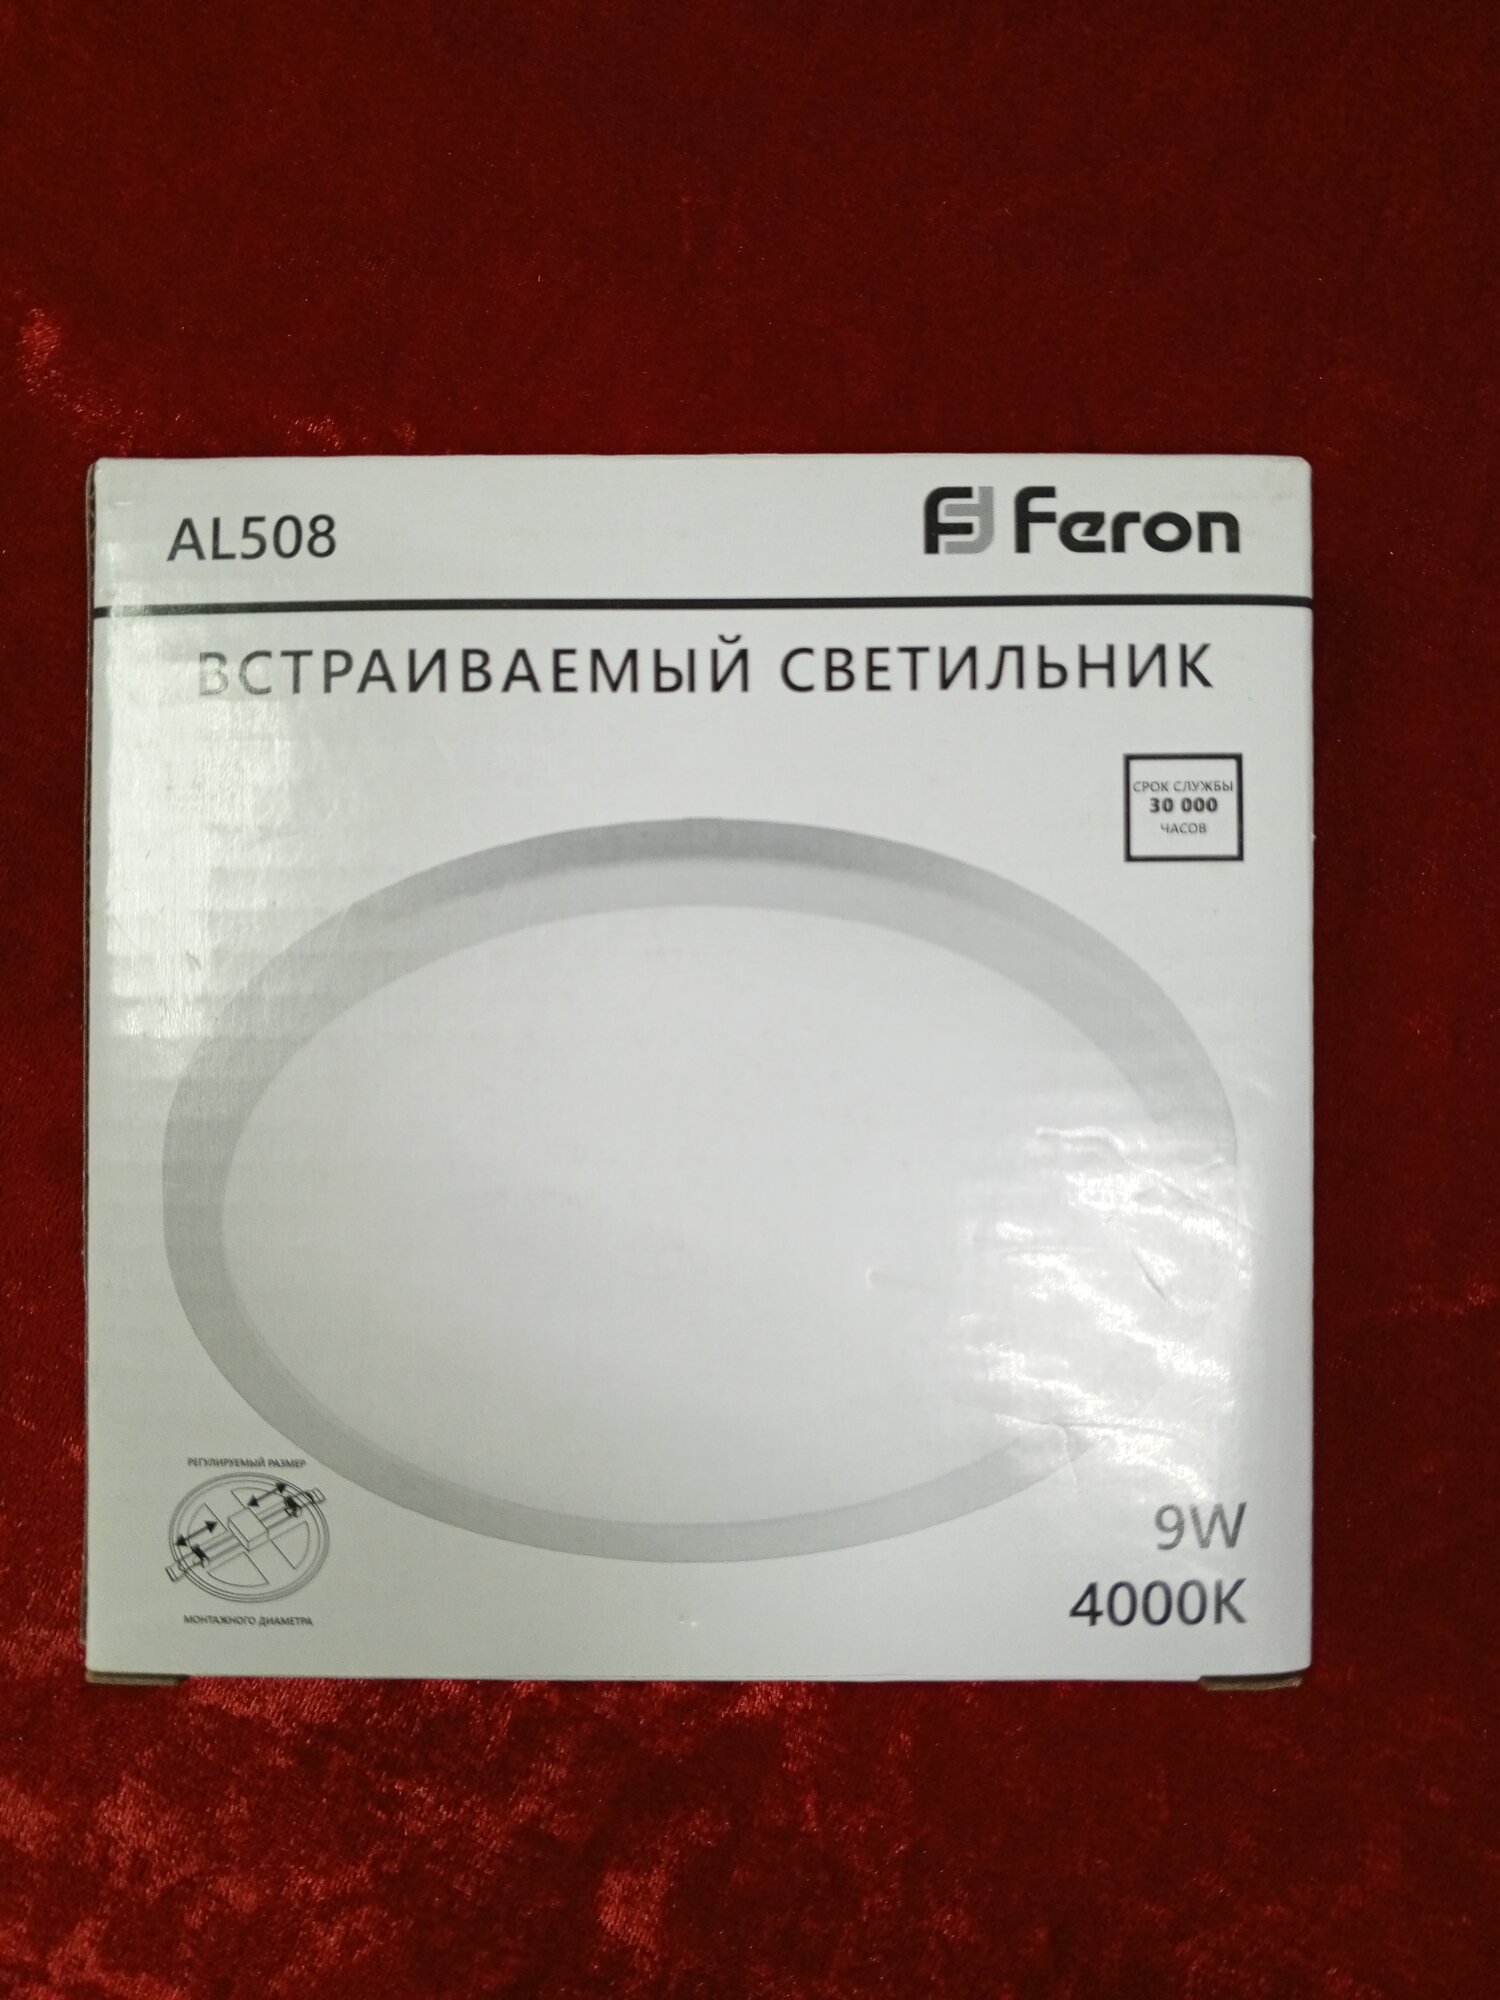 AL508
Feron
ВСТРАИВАЕМЫЙ СВЕТИЛЬНИК
СРОК СЛУЖБЫ
30 000
ЧАСОВ
РЕГУЛИРУЕМЫЙ РАЗМЕР
МОНТАЖНОГО ДИАМЕТРА
9W
4000K